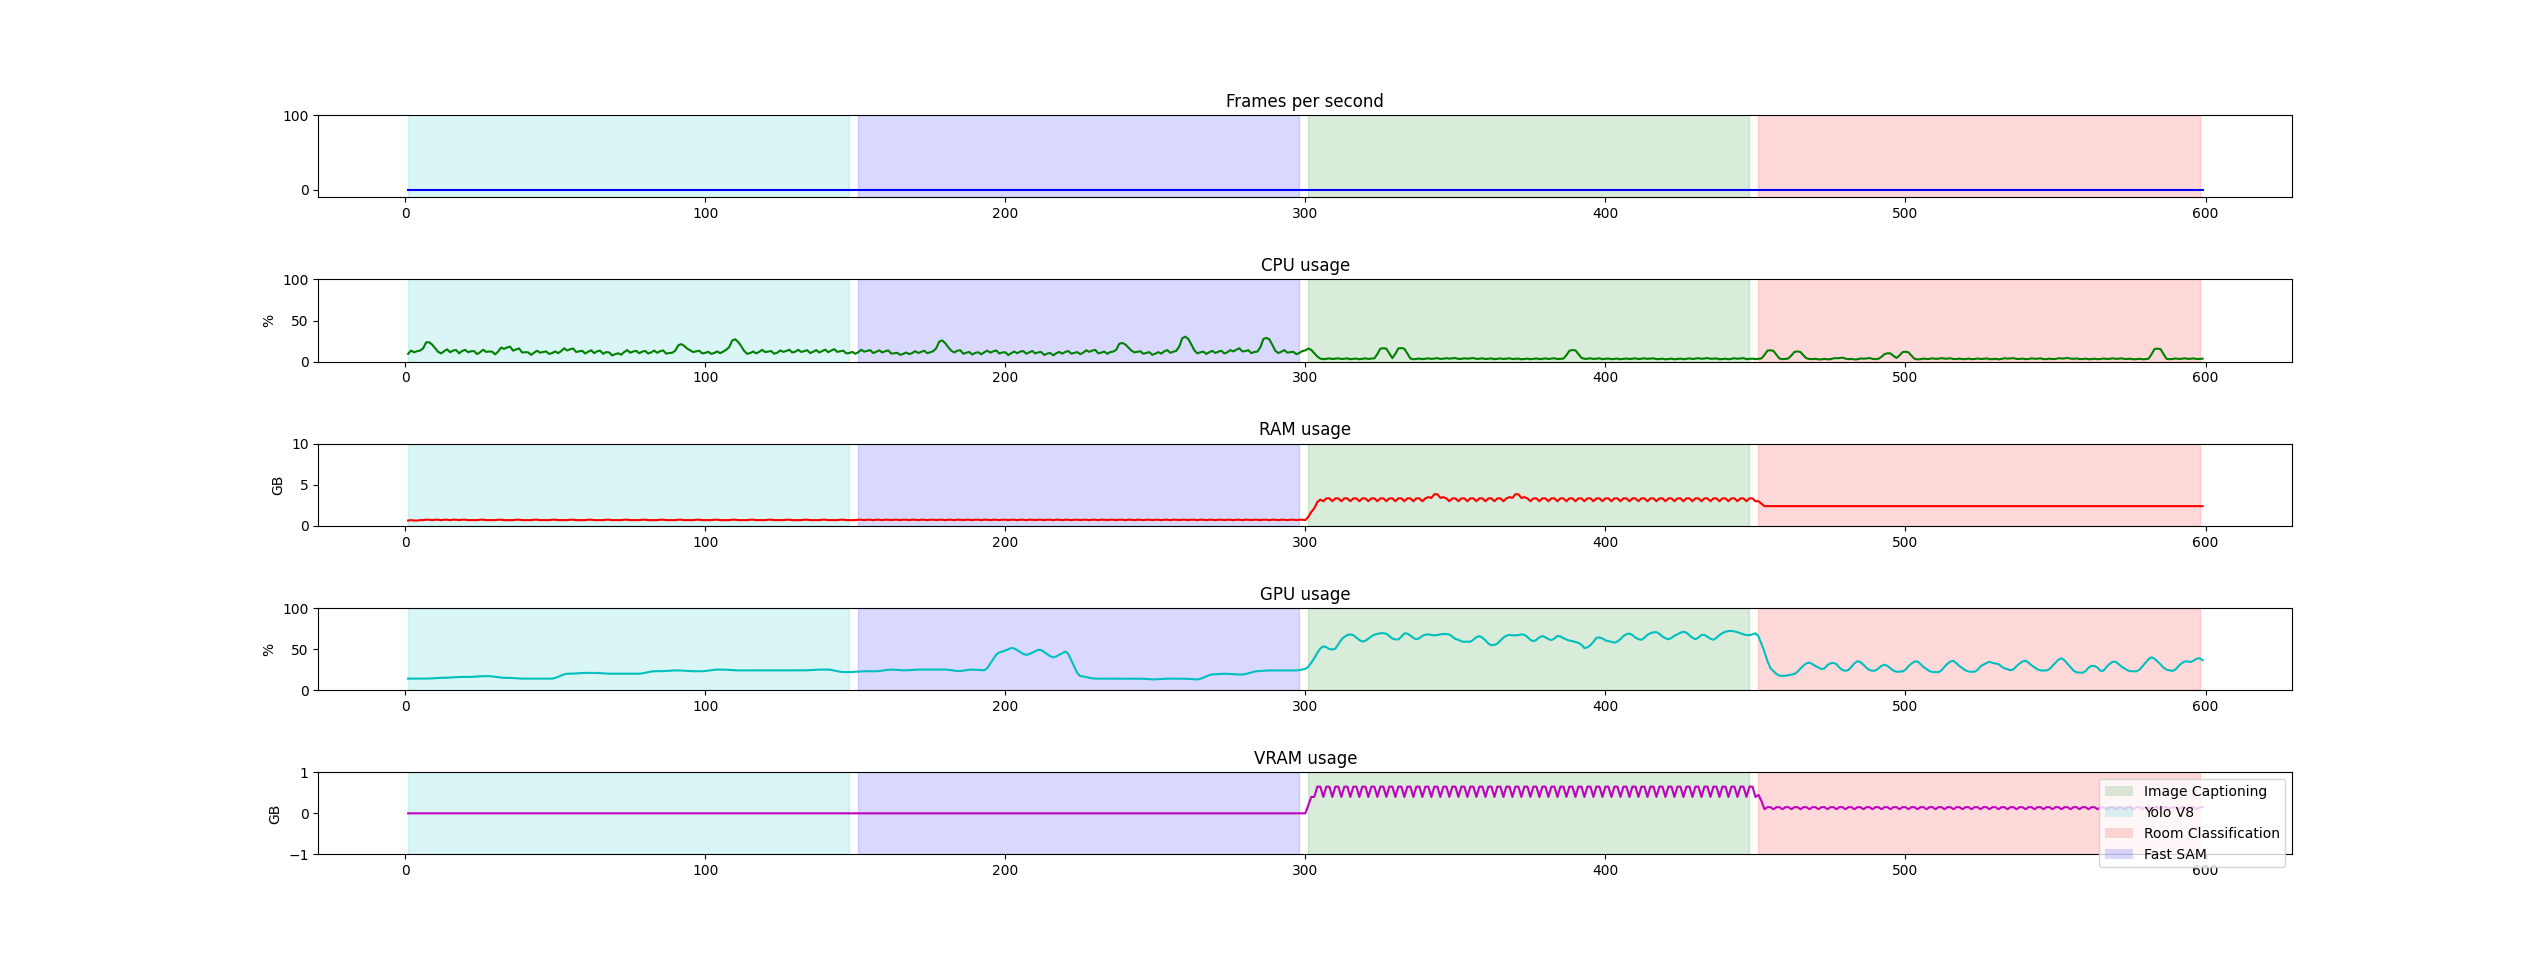 Frames per second
100
0
0 100 200 300 400 500 600
CPU usage
%
100
50
0
0 100 200 300 400 500 600
RAM usage
GB
10
5
0
0 100 200 300 400 500 600
GPU usage
%
100
50
0
0 100 200 300 400 500 600
VRAM usage
GB
1
0
−1
0 100 200 300 400 500 600
Image Captioning
Yolo V8
Room Classification
Fast SAM